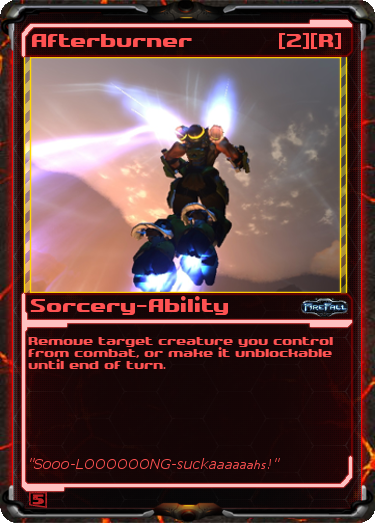 Afterburner [2][R]
Sorcery-Ability FIREFALL
Remove target creature you control
from combat, or make it unblockable
until end of turn.
"Sooo-LOOOOOONG-suckaaaaaahs!"
S